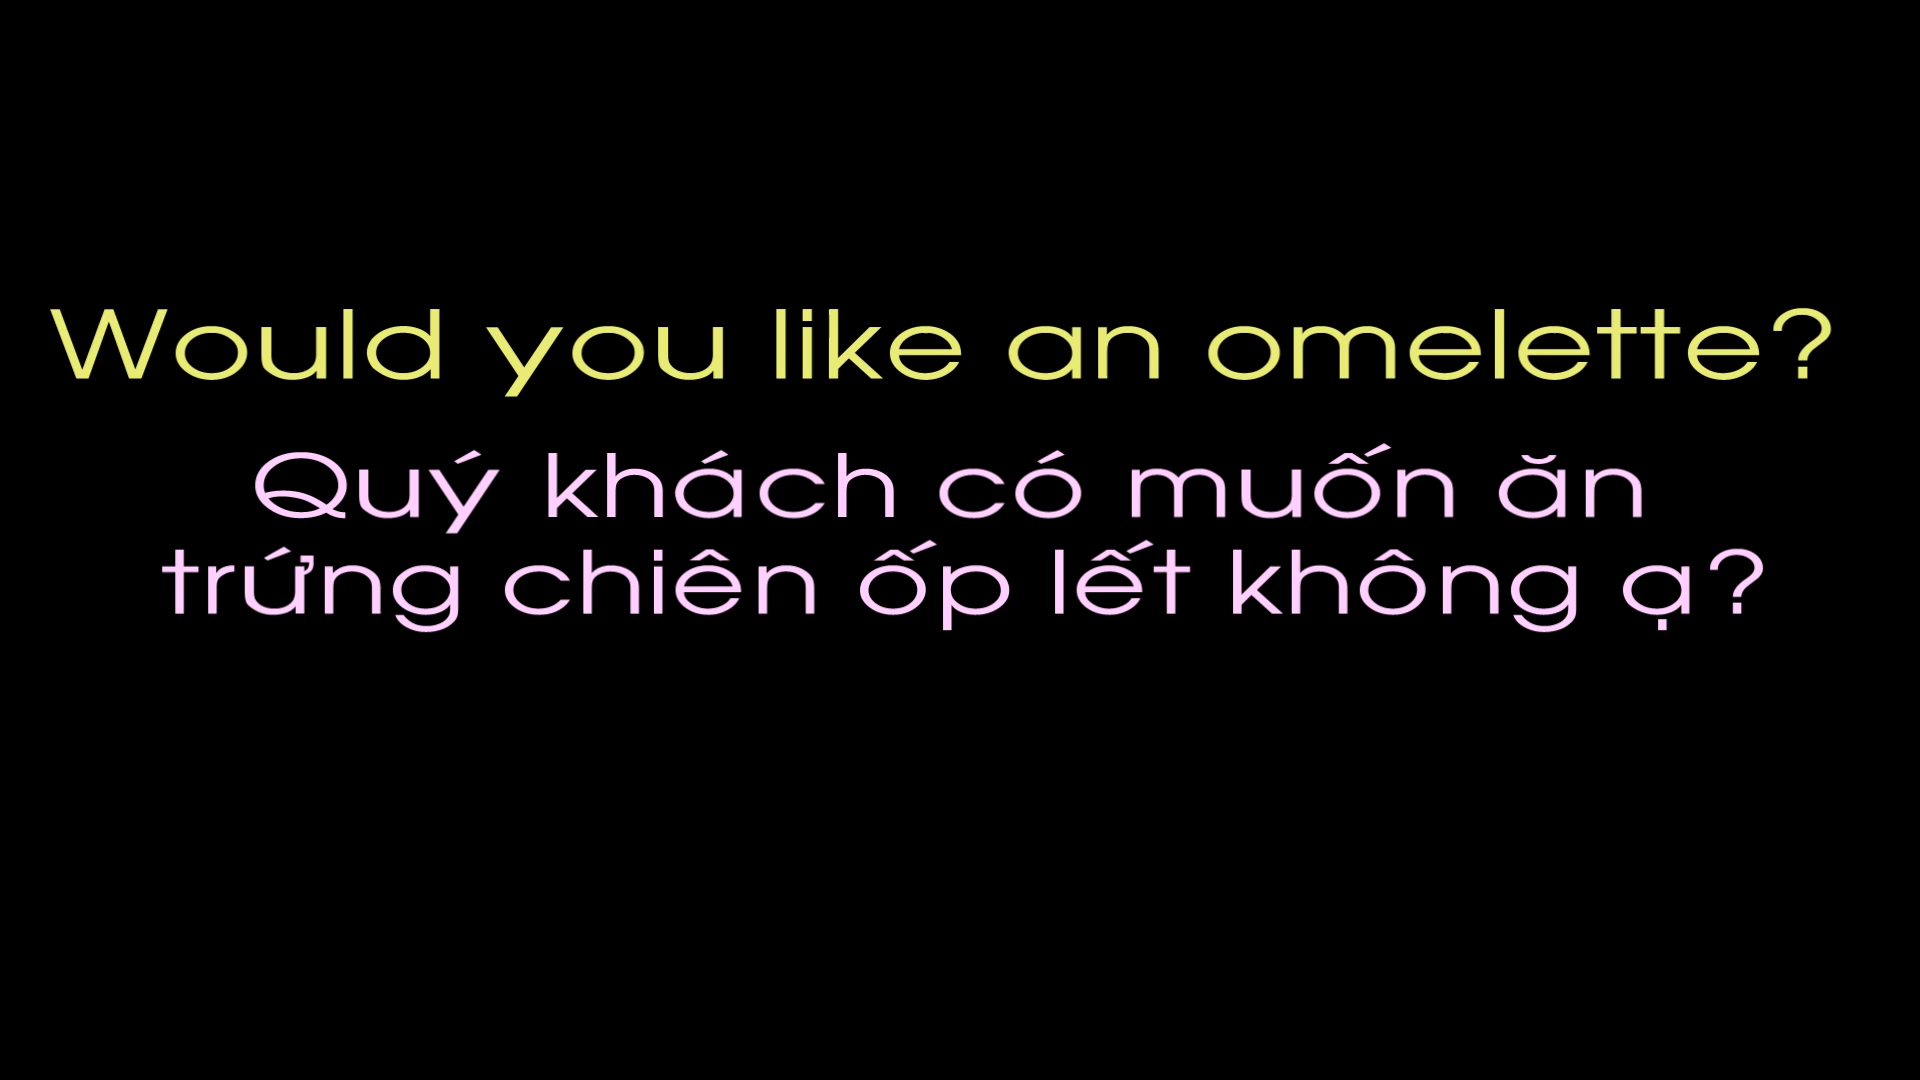 Would you like an omelette?
Quý khách có muốn ăn
trứng chiên ốp lết không ạ?